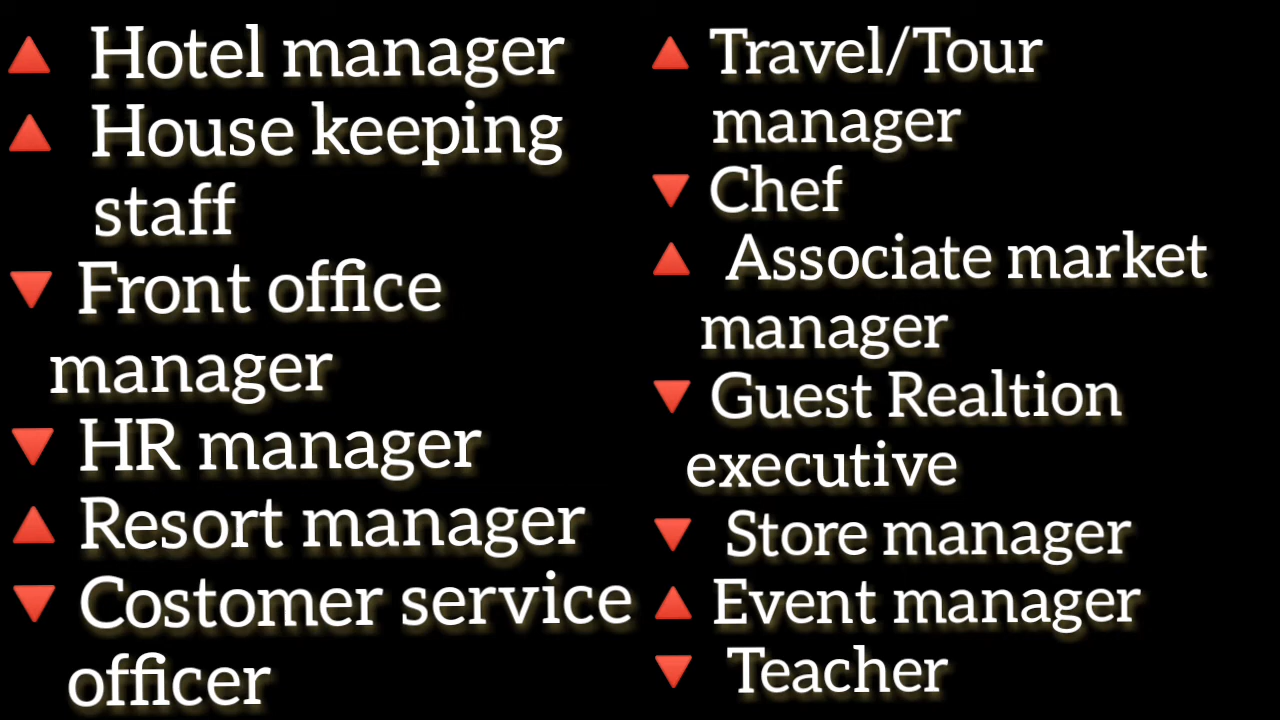 🔺 Hotel manager
🔺 House keeping
staff
🔻 Front office
manager
🔻 HR manager
🔺 Resort manager
🔻 Costomer service
officer
🔺 Travel/Tour
manager
🔻 Chef
🔺 Associate market
manager
🔻 Guest Realtion
executive
🔻 Store manager
🔺 Event manager
🔻 Teacher